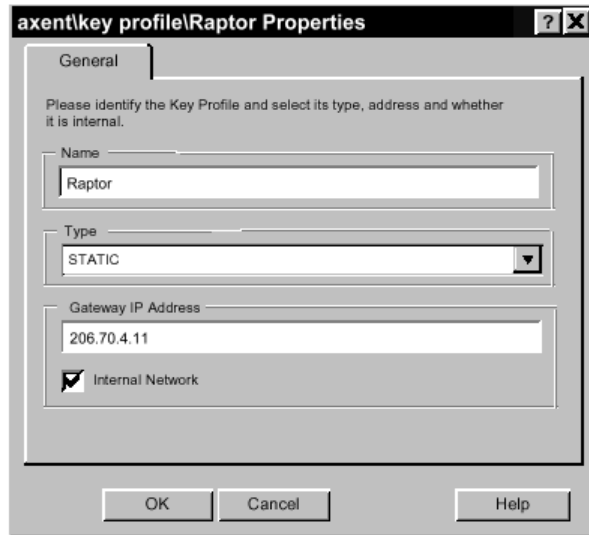 axent\key profile\Raptor Properties
General
Please identify the Key Profile and select its type, address and whether
it is internal.
Name
Raptor
Type
STATIC
Gateway IP Address
206.70.4.11
Internal Network
OK Cancel Help